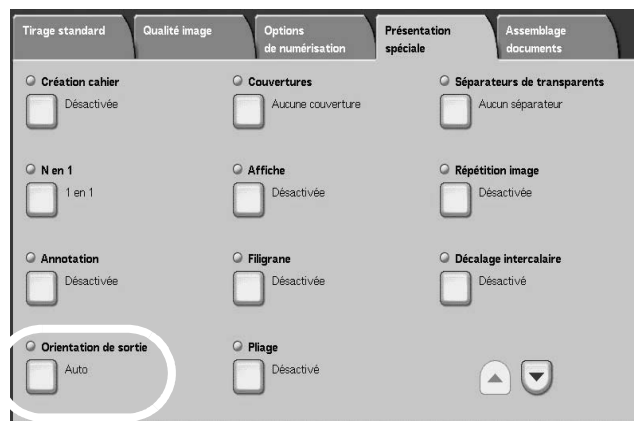 Tirage standard
Qualité image
Options
de numérisation
Présentation
spéciale
Assemblage
documents
Création cahier
Désactivée
Couvertures
Aucune couverture
Séparateurs de transparents
Aucun séparateur
N en 1
1 en 1
Affiche
Désactivée
Répétition image
Désactivée
Annotation
Désactivée
Filigrane
Désactivée
Décalage intercalaire
Désactivé
Orientation de sortie
Auto
Pliage
Désactivé